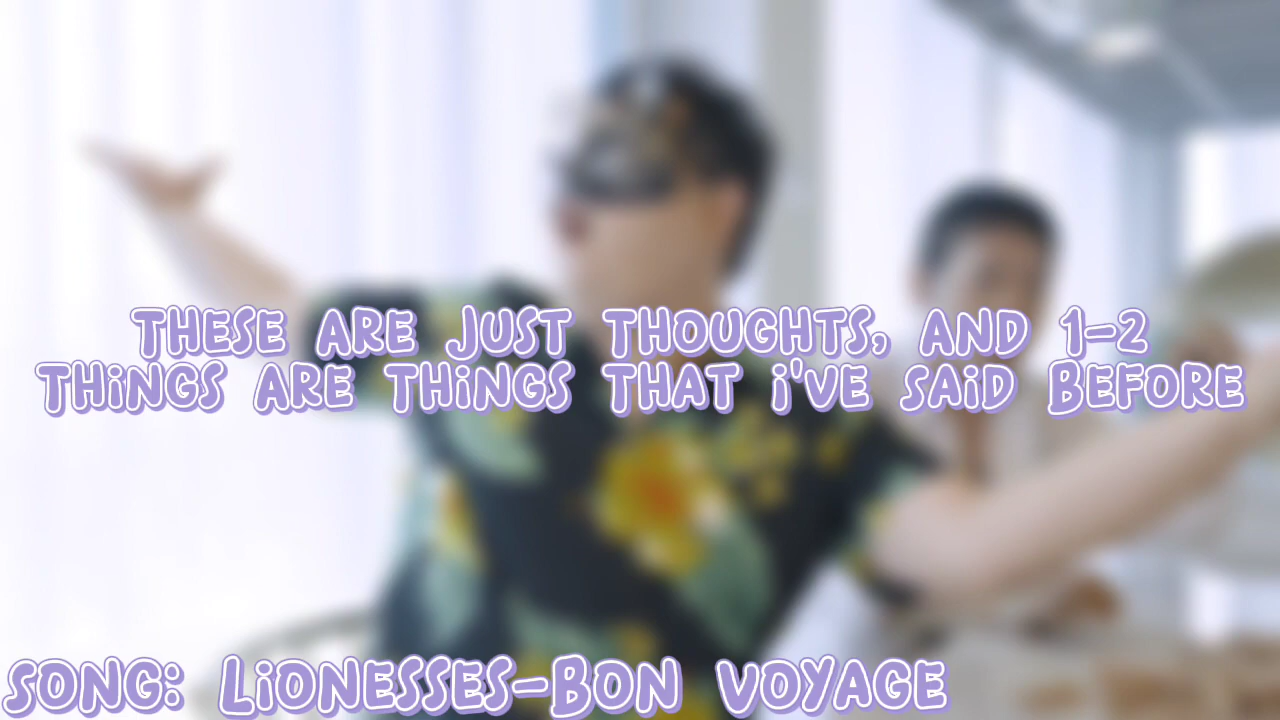 THESE ARE JUST THOUGHTS, AND 1-2
THiNGS ARE THiNGS THAT i'VE SAiD BEFORE
SONG: LiONESSES-BON VOYAGE